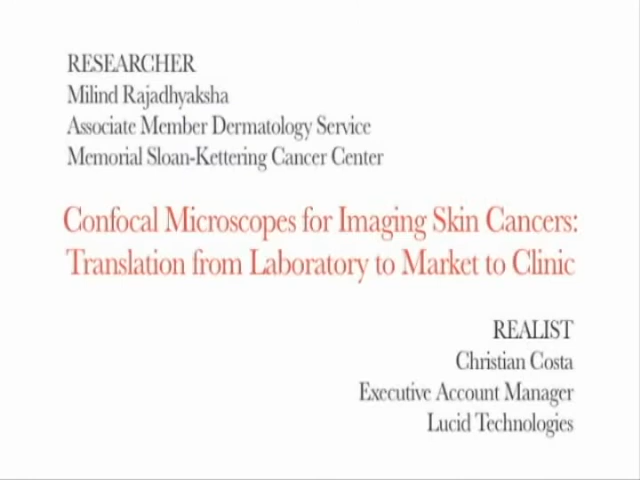 RESEARCHER
Milind Rajadhyaksha
Associate Member Dermatology Service
Memorial Sloan-Kettering Cancer Center
Confocal Microscopes for Imaging Skin Cancers:
Translation from Laboratory to Market to Clinic
REALIST
Christian Costa
Executive Account Manager
Lucid Technologies